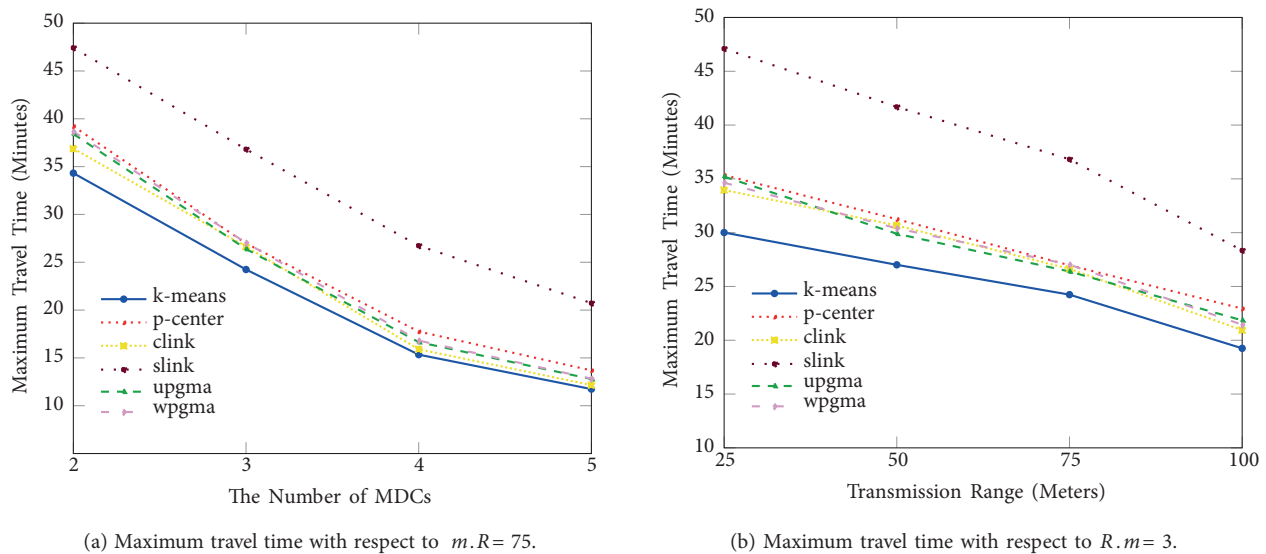 50
45
40
35
30
25
20
15
10
Maximum Travel Time (Minutes)
k-means
p-center
clink
slink
upgma
wpgma
2
3
4
5
The Number of MDCs
(a) Maximum travel time with respect to m.R= 75.
50
45
40
35
30
25
20
15
10
Maximum Travel Time (Minutes)
k-means
p-center
clink
slink
upgma
wpgma
25
50
75
100
Transmission Range (Meters)
(b) Maximum travel time with respect to R.m= 3.